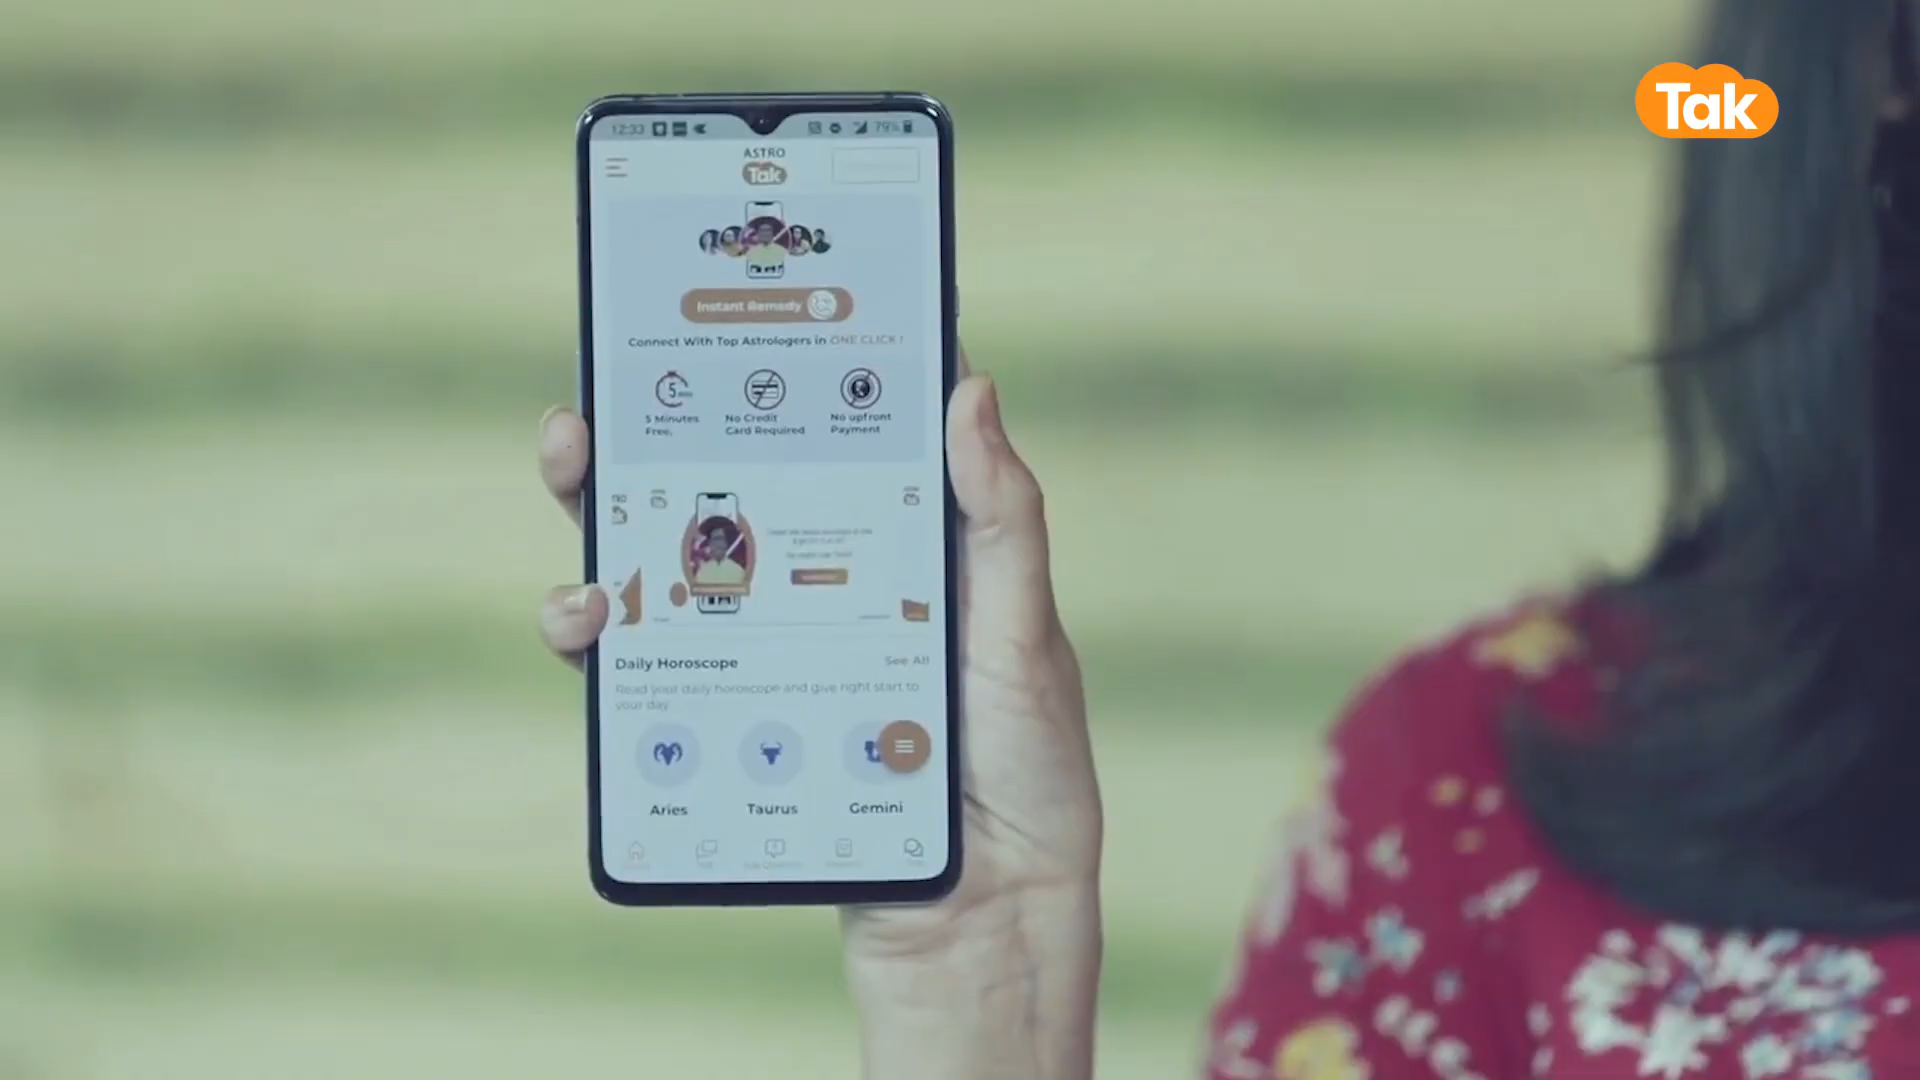 Tak
12:33
79%
ASTRO
Tak
Instant Remedy
Connect With Top Astrologers in ONE CLICK !
5
5 Minutes
Free.
No Credit
Card Required
No upfront
Payment
Daily Horoscope
See All
Read your daily horoscope and give right start to
your day
Aries
Taurus
Gemini